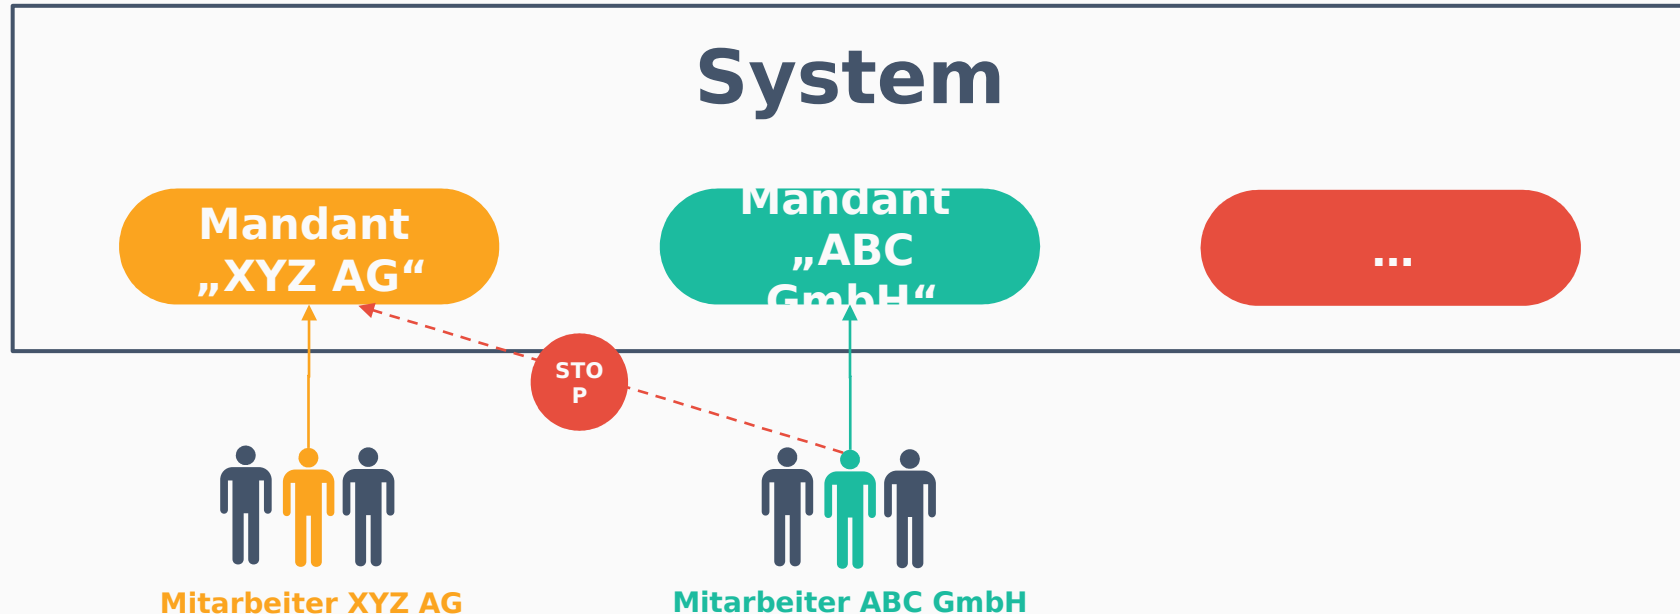 System
Mandant
„XYZ AG“
Mandant
„ABC
GmbH“
...
STO
P
Mitarbeiter XYZ AG
Mitarbeiter ABC GmbH